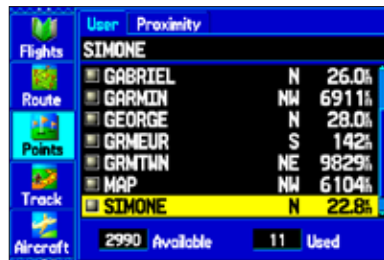 User Proximity
Flights
SIMONE
GABRIEL N 26.0
GARMIN NW 6911
Route
GEORGE N 28.0
GRMEUR S 142
Points
GRMTWN NE 9829
MAP NW 6104
Track
SIMONE N 22.8
Aircraft
2990 Available 11 Used